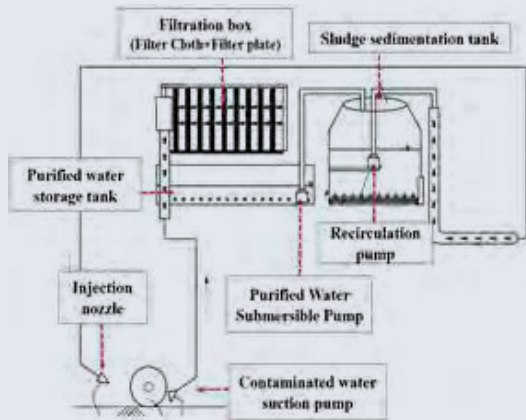 Filtration box
(Filter Cloth+Filter plate)
Sludge sedimentation tank
Purified water
storage tank
Recirculation
pump
Injection
nozzle
Purified Water
Submersible Pump
Contaminated water
suction pump